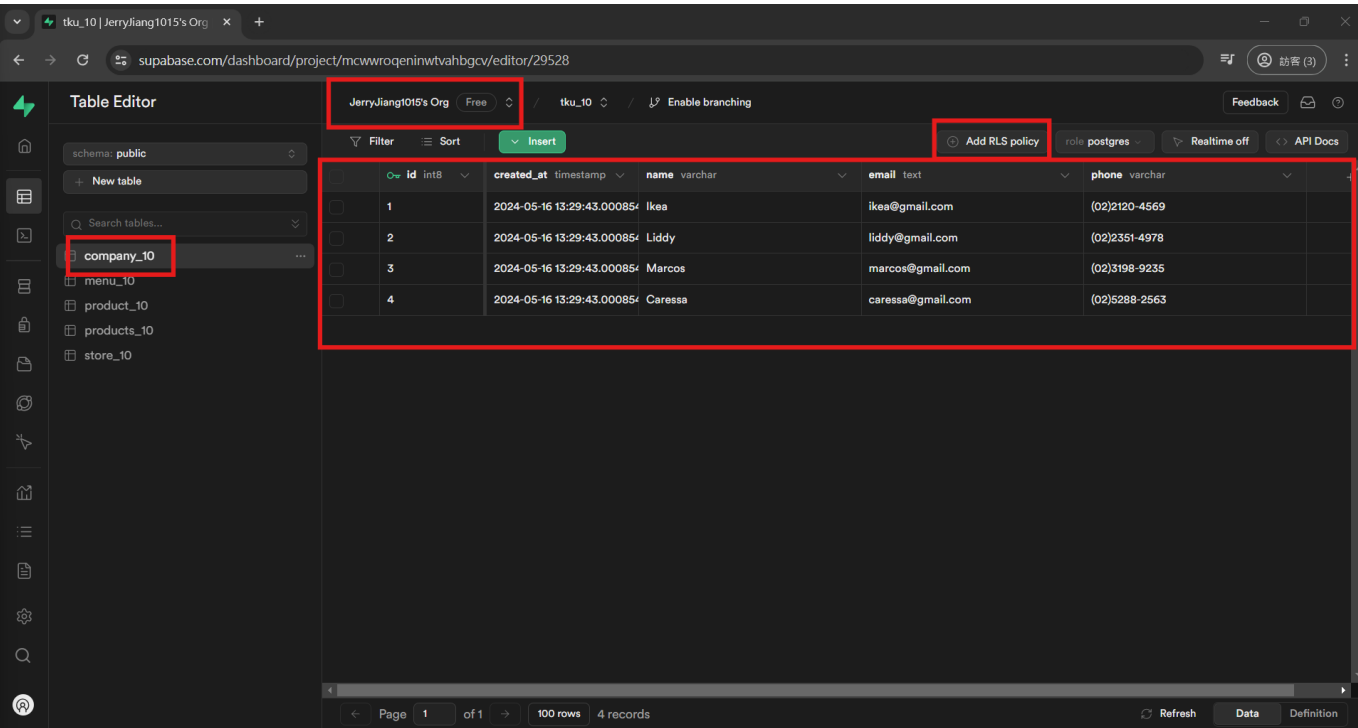 tku_10 | JerryJiang1015's Org
supabase.com/dashboard/project/mcwwroqeninwtvahbgcv/editor/29528
訪客 (3)
Table Editor
JerryJiang1015's Org Free / tku_10 / Enable branching
Feedback
Filter Sort Insert Add RLS policy role postgres Realtime off API Docs
schema: public
New table
Search tables...
company_10
menu_10
product_10
products_10
store_10
id int8 created_at timestamp name varchar email text phone varchar
1 2024-05-16 13:29:43.000854 Ikea ikea@gmail.com (02)2120-4569
2 2024-05-16 13:29:43.000854 Liddy liddy@gmail.com (02)2351-4978
3 2024-05-16 13:29:43.000854 Marcos marcos@gmail.com (02)3198-9235
4 2024-05-16 13:29:43.000854 Caressa caressa@gmail.com (02)5288-2563
Page 1 of 1 100 rows 4 records Refresh Data Definition